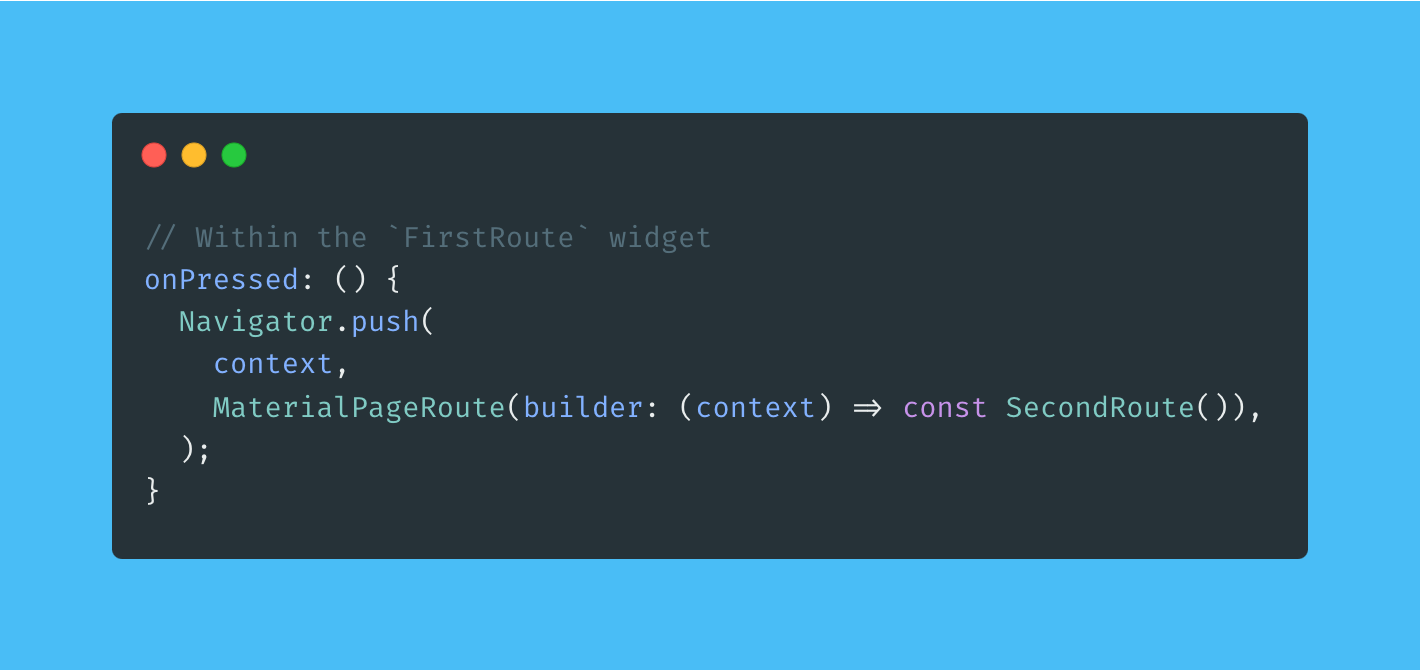 // Within the `FirstRoute` widget
onPressed: () {
  Navigator.push(
    context,
    MaterialPageRoute(builder: (context) => const SecondRoute()),
  );
}